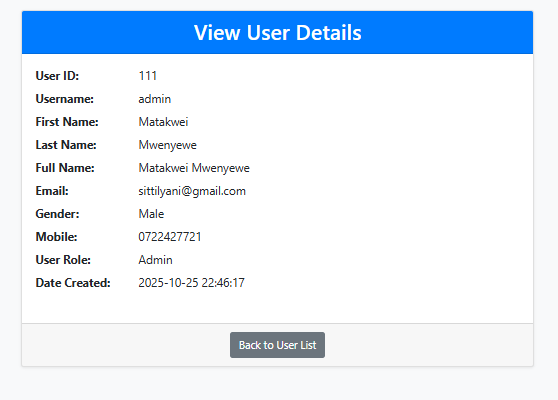 View User Details
User ID: 111
Username: admin
First Name: Matakwei
Last Name: Mwenyewe
Full Name: Matakwei Mwenyewe
Email: sittilyani@gmail.com
Gender: Male
Mobile: 0722427721
User Role: Admin
Date Created: 2025-10-25 22:46:17
Back to User List